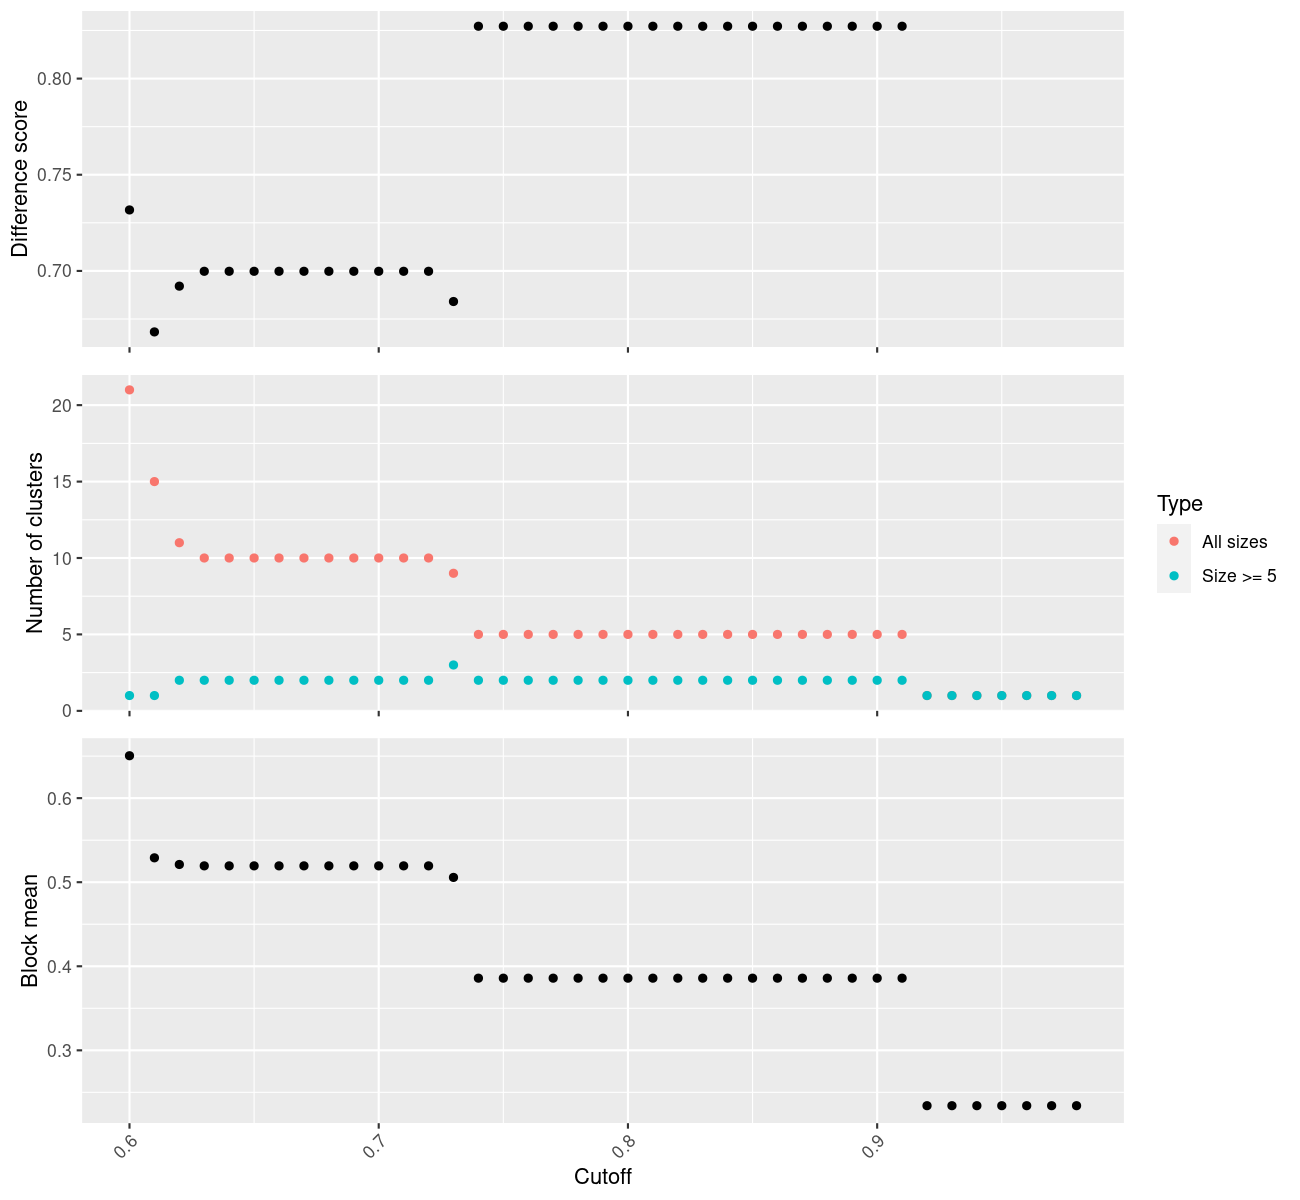 Difference score
0.80
0.75
0.70
Number of clusters
20
15
10
5
0
Type
All sizes
Size >= 5
Block mean
0.6
0.5
0.4
0.3
0.6 0.7 0.8 0.9
Cutoff